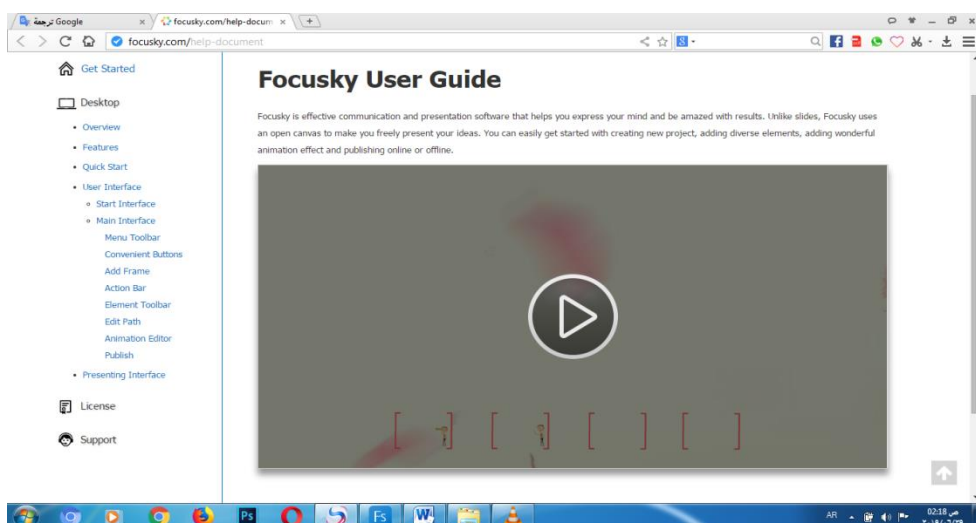 ترجمة Google
focusky.com/help-docum
focusky.com/help-document
Get Started
Desktop
Overview
Features
Quick Start
User Interface
Start Interface
Main Interface
Menu Toolbar
Convenient Buttons
Add Frame
Action Bar
Element Toolbar
Edit Path
Animation Editor
Publish
Presenting Interface
License
Support
Focusky User Guide
Focusky is effective communication and presentation software that helps you express your mind and be amazed with results. Unlike slides, Focusky uses
an open canvas to make you freely present your ideas. You can easily get started with creating new project, adding diverse elements, adding wonderful
animation effect and publishing online or offline.
Ps
Fs
W
AR
02:18 ص